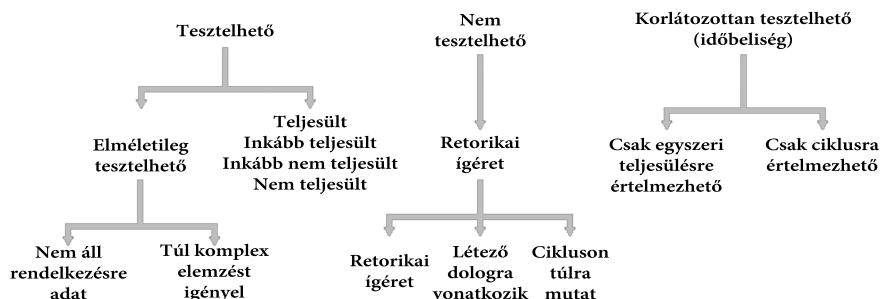 Tesztelhető
Nem
tesztelhető
Korlátozottan tesztelhető
(időbeliség)
Elméletileg
tesztelhető
Teljesült
Inkább teljesült
Inkább nem teljesült
Nem teljesült
Retorikai
ígéret
Csak egyszeri
teljesülésre
értelmezhető
Csak ciklusra
értelmezhető
Nem áll
rendelkezésre
adat
Túl komplex
elemzést
igényel
Retorikai
ígéret
Létező
dologra
vonatkozik
Cikluson
túlra
mutat